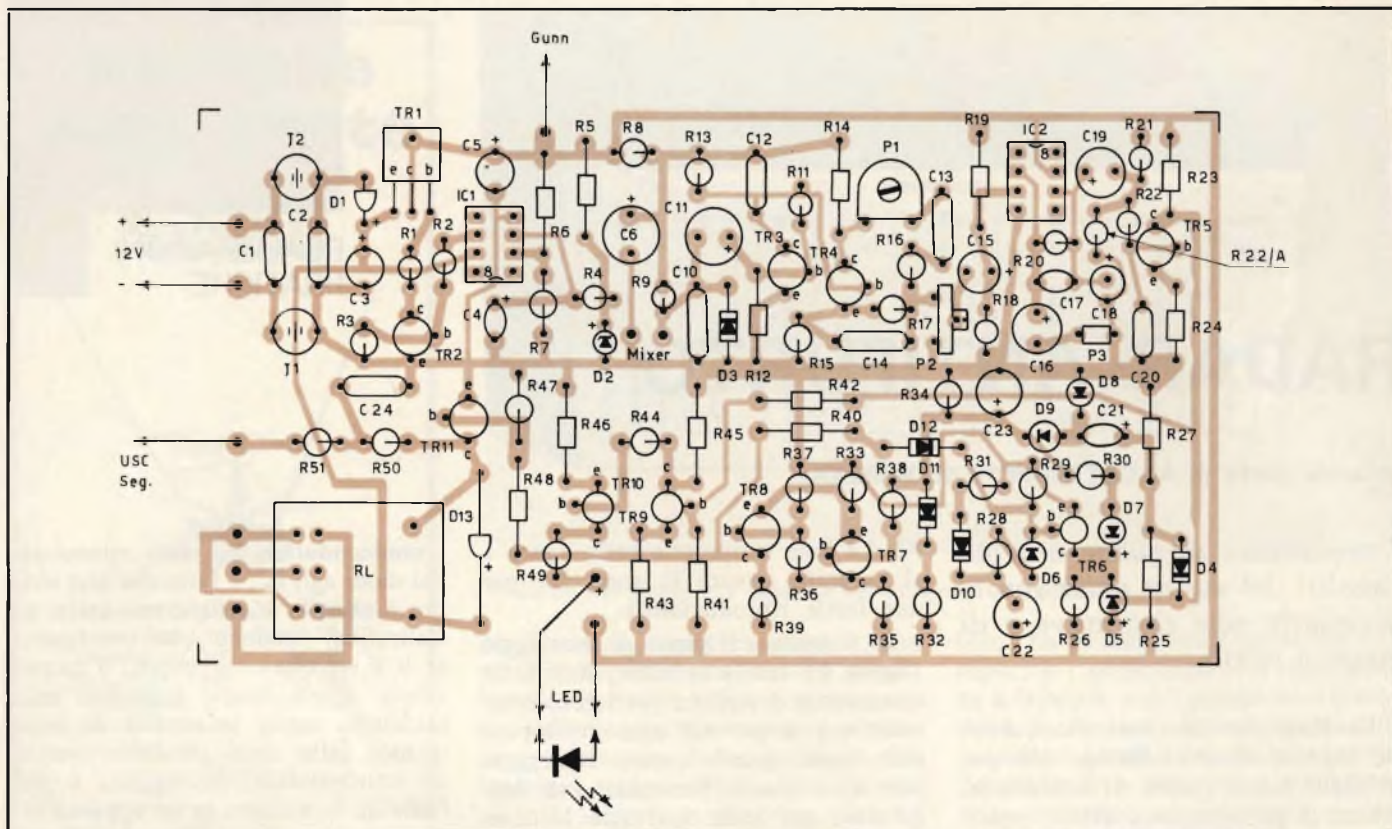 Gunn
TR1
R19
IC2
R21
T2
C5
R5
R8
R13
C12
R14
P1
C19
D1
e c b
IC1
8
R11
C13
R22
R23
+
C2
R1
R2
C6
C11
TR3
c
b
e
R16
C15
TR5
c
b
e
12V
C1
R6
TR4
c
b
e
R20
R22/A
-
C3
R4
R9
C10
R18
C17
R3
c
b
e
C4
R17
C18
R24
T1
TR2
R7
D2
Mixer
D3
R12
R15
C14
P2
C16
P3
C20
C24
e
R47
R42
R34
D8
b
TR11
c
R46
R44
R45
R40
C23
D9
C21
R27
USC
Seg.
R51
R50
D12
R48
e
b
c
TR10
c
b
e
TR9
R37
R33
R38
D11
R31
R29
R30
D13
TR8
e
b
c
R28
b
e
c
D7
RL
R49
R36
TR7
D10
D6
TR6
D4
R43
R41
R39
R35
R32
C22
R26
D5
R25
LED